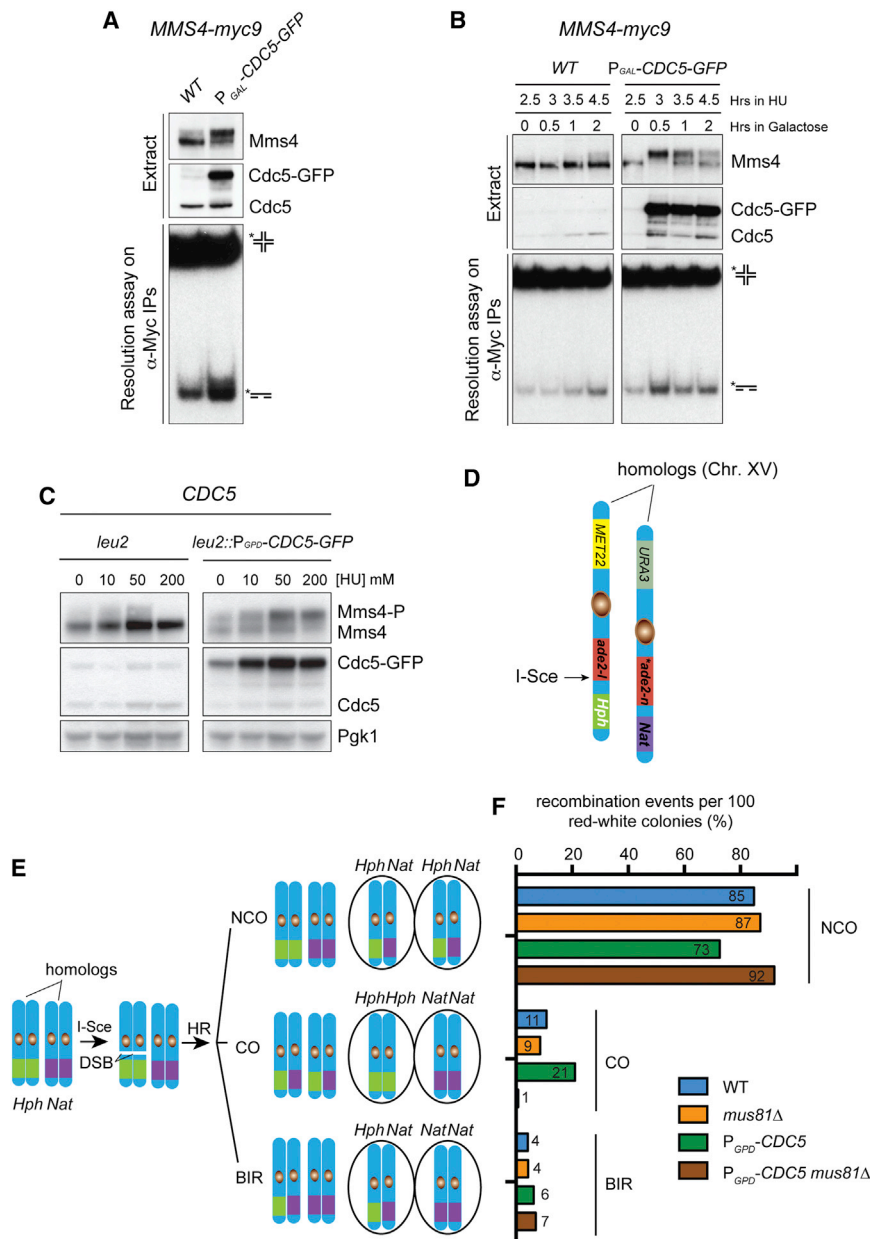 A
MMS4-myc9
WT
PGAL-CDC5-GFP
Extract
Mms4
Cdc5-GFP
Cdc5
Resolution assay on
α-Myc IPs
*
*
B
MMS4-myc9
WT
PGAL-CDC5-GFP
2.5 3 3.5 4.5 2.5 3 3.5 4.5 Hrs in HU
0 0.5 1 2 0 0.5 1 2 Hrs in Galactose
Extract
Mms4
Cdc5-GFP
Cdc5
Resolution assay on
α-Myc IPs
*
*
C
CDC5
leu2
leu2::PGPD-CDC5-GFP
0 10 50 200 0 10 50 200 [HU] mM
Mms4-P
Mms4
Cdc5-GFP
Cdc5
Pgk1
D
homologs (Chr. XV)
MET22
URA3
I-Sce
ade2-I
*ade2-n
Hph
Nat
E
homologs
I-Sce
DSB
HR
Hph Nat
NCO
Hph Nat Hph Nat
CO
HphHph NatNat
BIR
Hph Nat NatNat
F
recombination events per 100
red-white colonies (%)
0 20 40 60 80
85
87
73
92
NCO
11
9
21
1
CO
4
4
6
7
BIR
WT
mus81Δ
PGPD-CDC5
PGPD-CDC5 mus81Δ